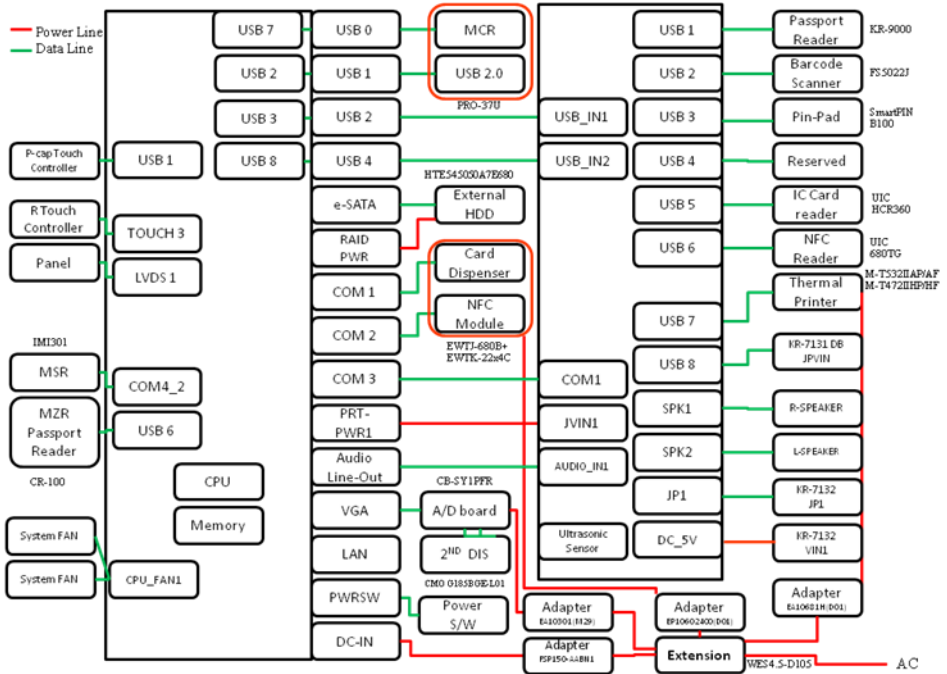 Power Line
Data Line
USB 7
USB 0
MCR
USB 2
USB 1
USB 2.0
PRO-37U
USB 3
USB 2
USB_IN1
USB 8
USB 4
USB_IN2
P-cap Touch
Controller
USB 1
HTE545050A7E680
e-SATA
External
HDD
R Touch
Controller
TOUCH 3
RAID
PWR
Panel
LVDS 1
COM 1
Card
Dispenser
COM 2
NFC
Module
EWTJ-680B+
EWTK-22x4C
IMI301
MSR
COM4_2
COM 3
COM1
MZR
Passport
Reader
USB 6
CR-100
PRT-
PWR1
JVIN1
Audio
Line-Out
AUDIO_IN1
CPU
Memory
CB-SY1PFR
VGA
A/D board
LAN
2ND DIS
CMO G185BGE-L01
Ultrasonic
Sensor
System FAN
System FAN
CPU_FAN1
PWRSW
Power
S/W
DC-IN
USB 1
Passport
Reader
KR-9000
USB 2
Barcode
Scanner
FS5022J
USB 3
Pin-Pad
SmartPIN
B100
USB 4
Reserved
USB 5
IC Card
reader
UIC
HCR360
USB 6
NFC
Reader
UIC
680TG
M-T532IIAP/AF
M-T472IIHP/HF
USB 7
Thermal
Printer
USB 8
KR-7131 DB
JPVIN
SPK1
R-SPEAKER
SPK2
L-SPEAKER
JP1
KR-7132
JP1
DC_5V
KR-7132
VIN1
Adapter
EA10301(M29)
Adapter
EP10602400(D01)
Adapter
EA10681H(D01)
Adapter
FSP150-AABN1
Extension
WES4.5-D105
AC